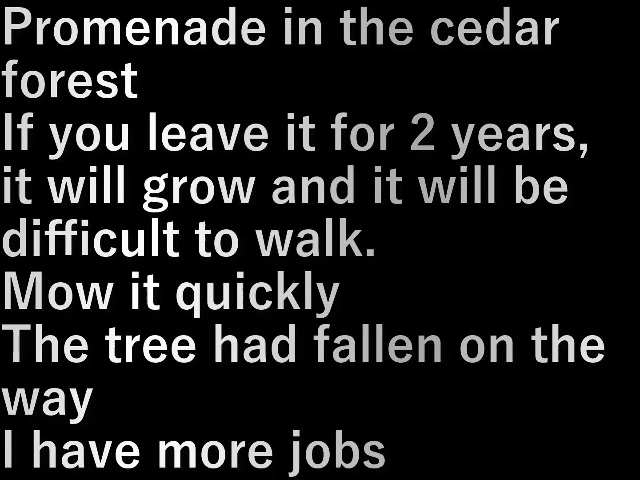 Promenade in the cedar
forest
If you leave it for 2 years,
it will grow and it will be
difficult to walk.
Mow it quickly
The tree had fallen on the
way
I have more jobs